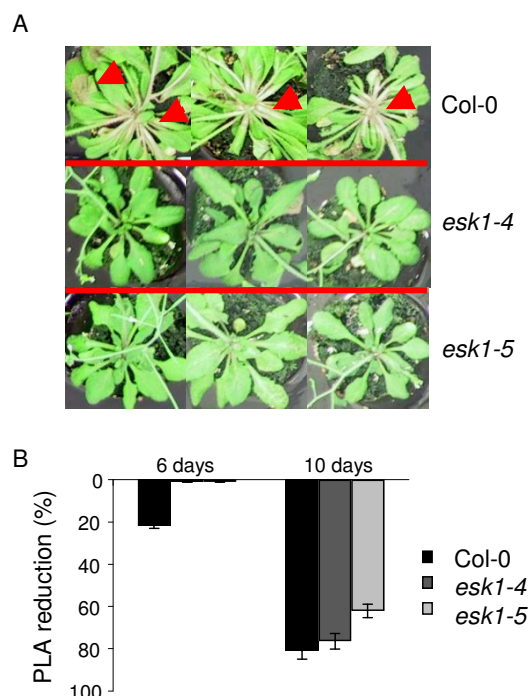 A
Col-0
esk1-4
esk1-5
B
6 days
10 days
PLA reduction (%)
0
20
40
60
80
100
Col-0
esk1-4
esk1-5